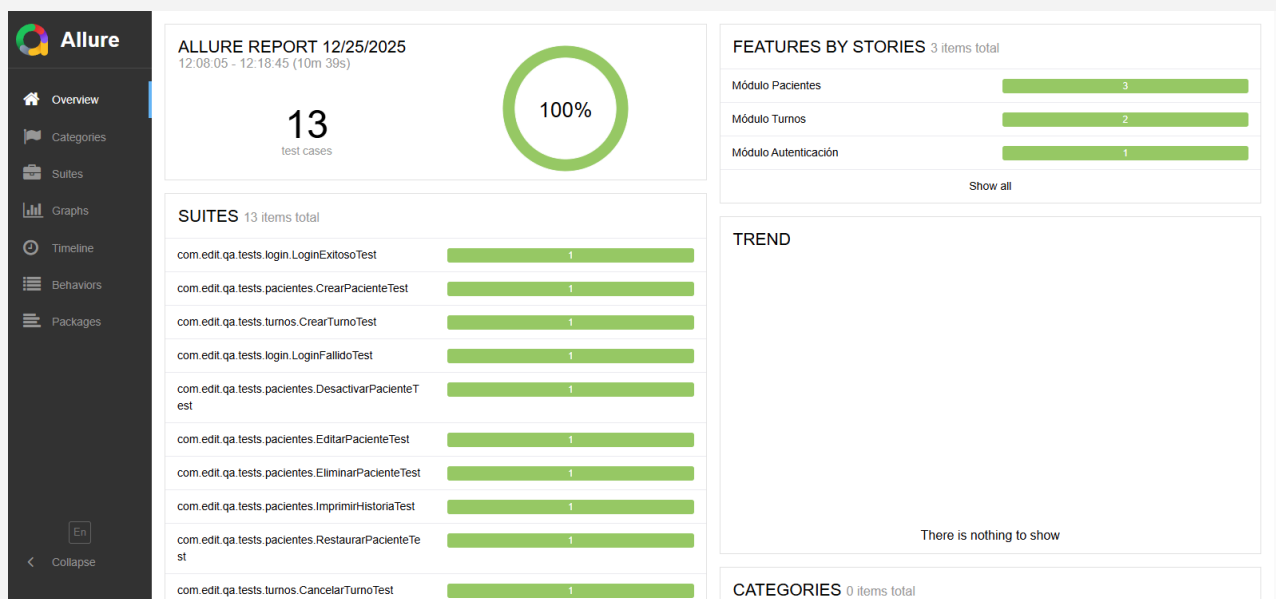 Allure
Overview
Categories
Suites
Graphs
Timeline
Behaviors
Packages
En
Collapse
ALLURE REPORT 12/25/2025
12:08:05 - 12:18:45 (10m 39s)
13
test cases
100%
SUITES 13 items total
com.edit.qa.tests.login.LoginExitosoTest 1
com.edit.qa.tests.pacientes.CrearPacienteTest 1
com.edit.qa.tests.turnos.CrearTurnoTest 1
com.edit.qa.tests.login.LoginFallidoTest 1
com.edit.qa.tests.pacientes.DesactivarPacienteT 1
est
com.edit.qa.tests.pacientes.EditarPacienteTest 1
com.edit.qa.tests.pacientes.EliminarPacienteTest 1
com.edit.qa.tests.pacientes.ImprimirHistoriaTest 1
com.edit.qa.tests.pacientes.RestaurarPacienteTe 1
st
com.edit.qa.tests.turnos.CancelarTurnoTest 1
FEATURES BY STORIES 3 items total
Módulo Pacientes 3
Módulo Turnos 2
Módulo Autenticación 1
Show all
TREND
There is nothing to show
CATEGORIES 0 items total